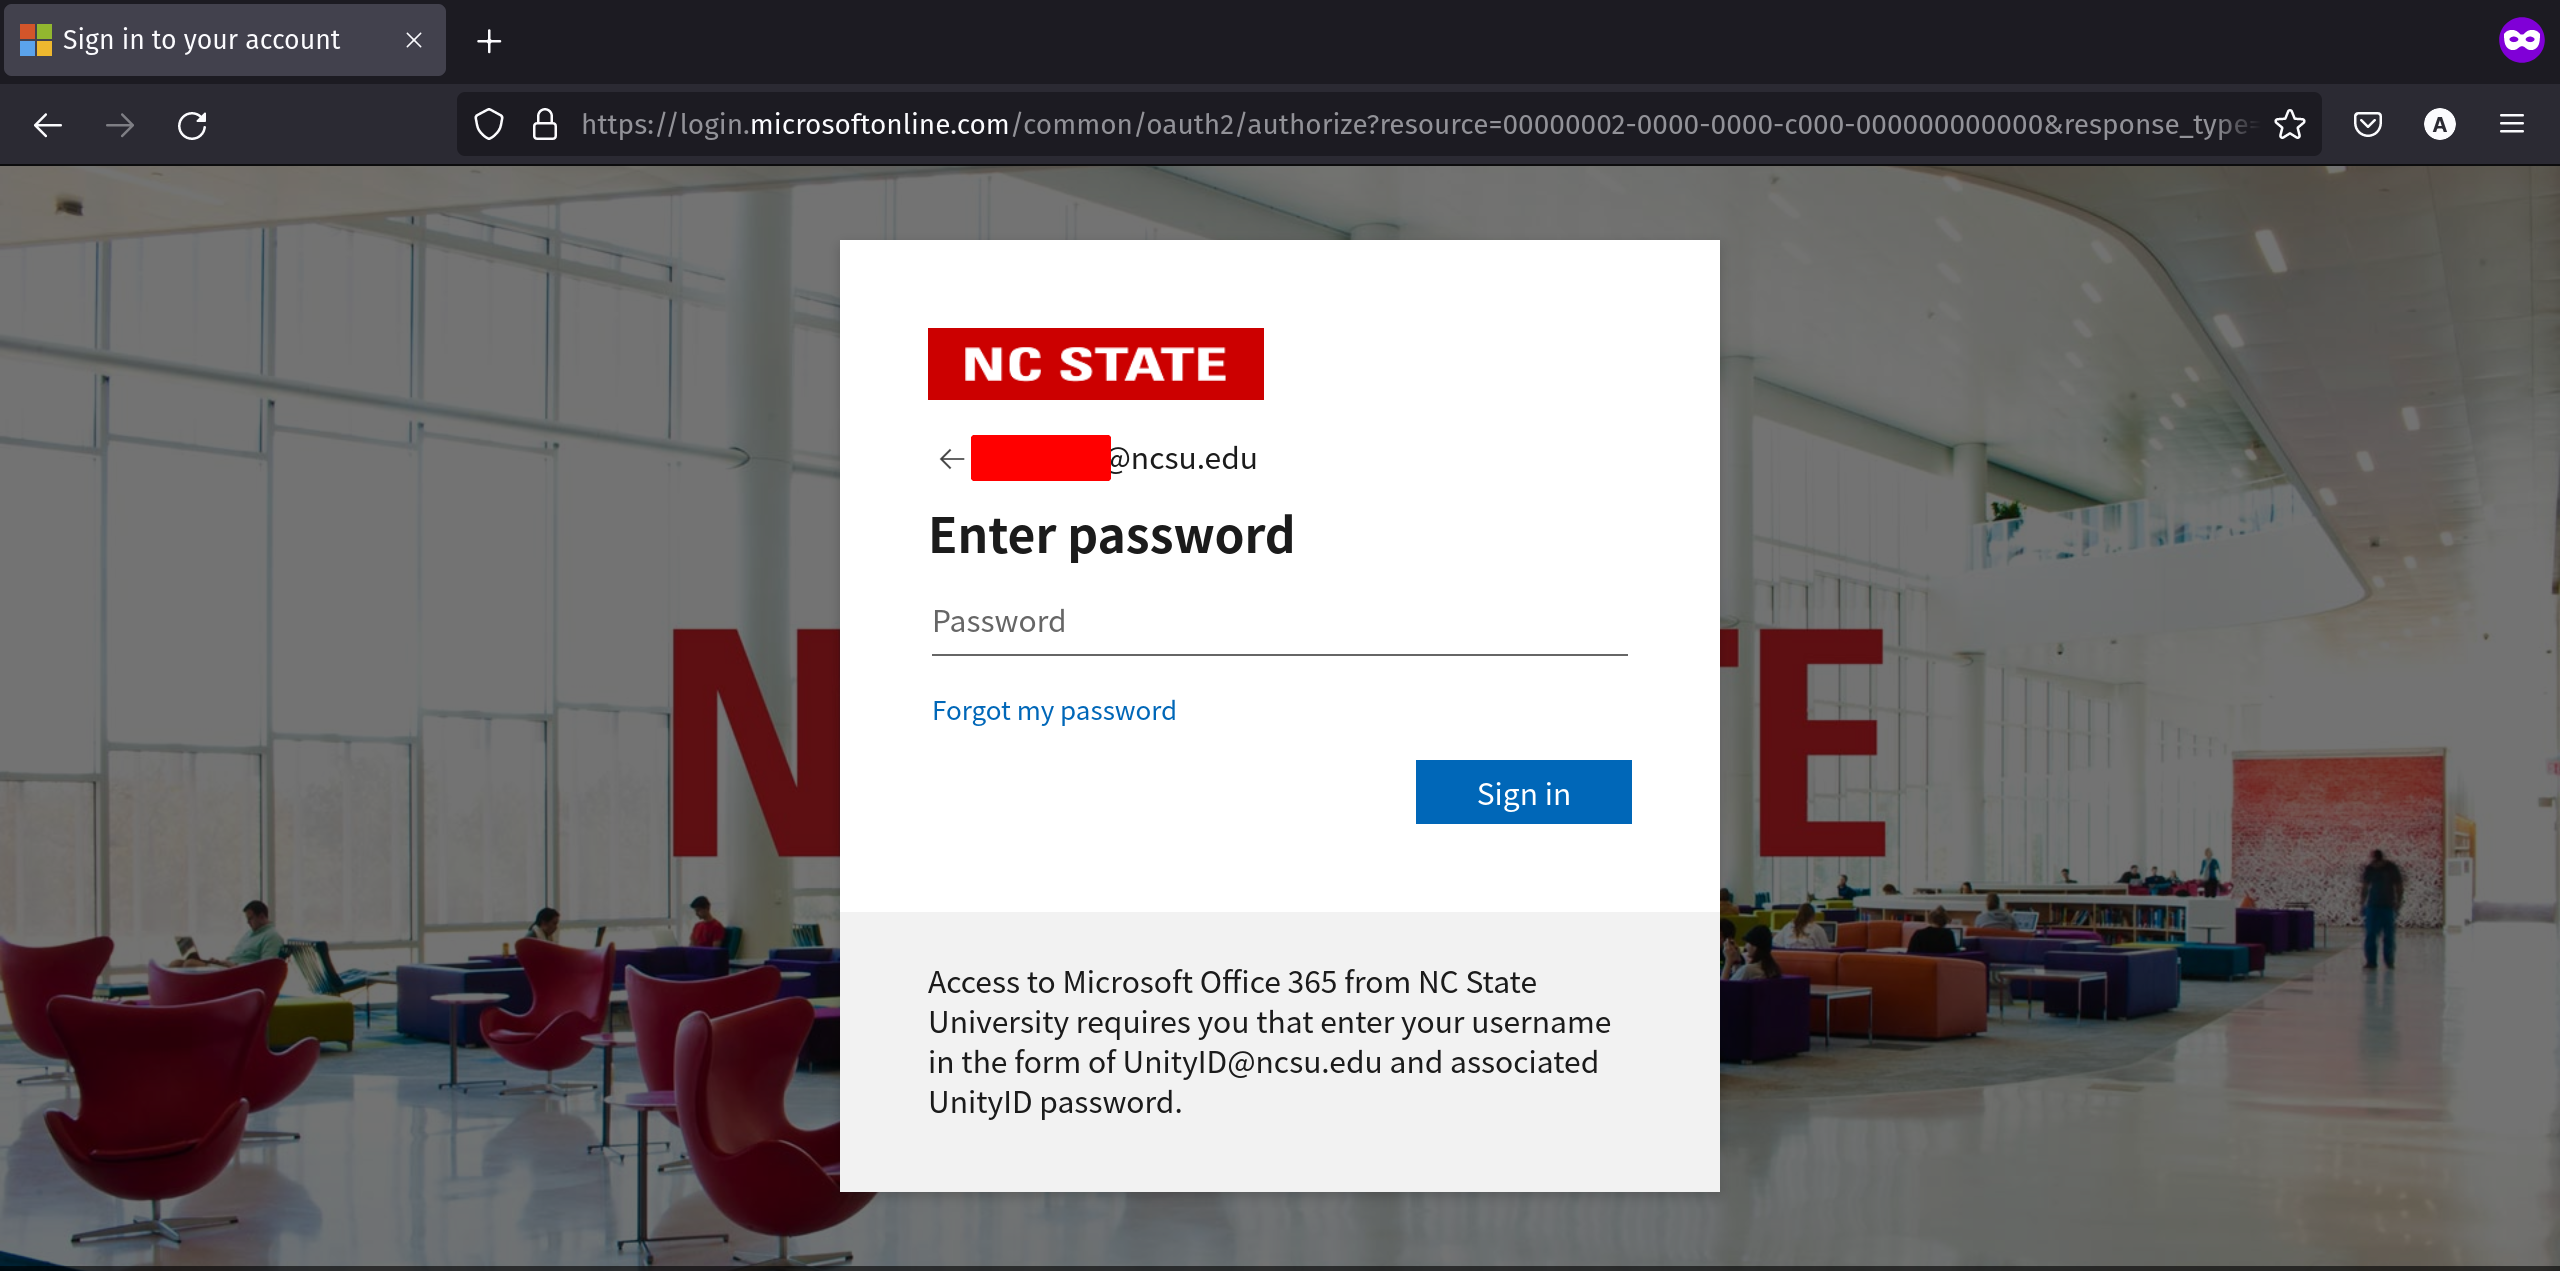 Sign in to your account
https://login.microsoftonline.com/common/oauth2/authorize?resource=00000002-0000-0000-c000-000000000000&response_type=
A
NC STATE
@ncsu.edu
Enter password
Password
Forgot my password
Sign in
N
E
Access to Microsoft Office 365 from NC State
University requires you that enter your username
in the form of UnityID@ncsu.edu and associated
UnityID password.